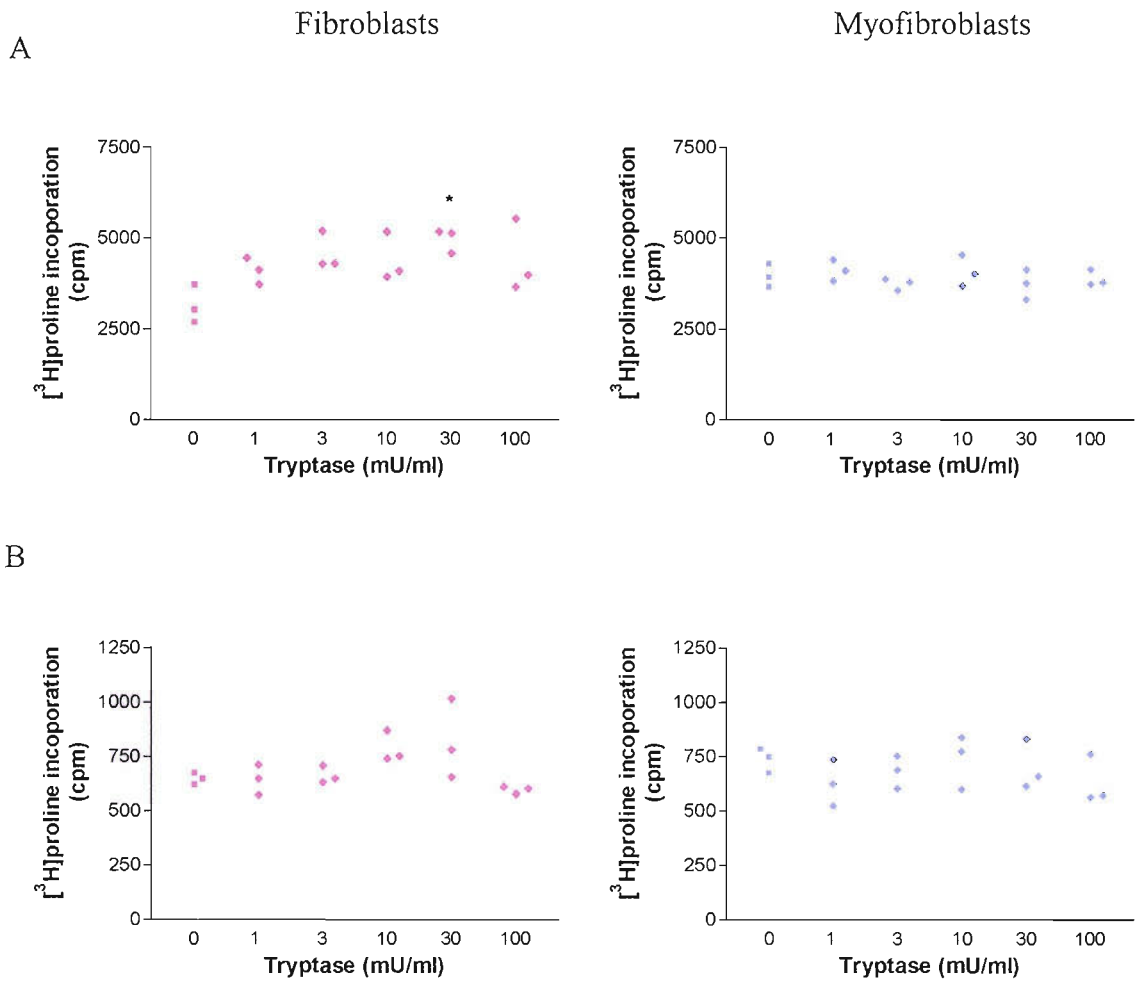 Fibroblasts
Myofibroblasts
A
[³H]proline incoporation
(cpm)
7500
5000
2500
0
*
0 1 3 10 30 100
Tryptase (mU/ml)
[³H]proline incoporation
(cpm)
7500
5000
2500
0
0 1 3 10 30 100
Tryptase (mU/ml)
B
[³H]proline incoporation
(cpm)
1250
1000
750
500
250
0
0 1 3 10 30 100
Tryptase (mU/ml)
[³H]proline incoporation
(cpm)
1250
1000
750
500
250
0
0 1 3 10 30 100
Tryptase (mU/ml)